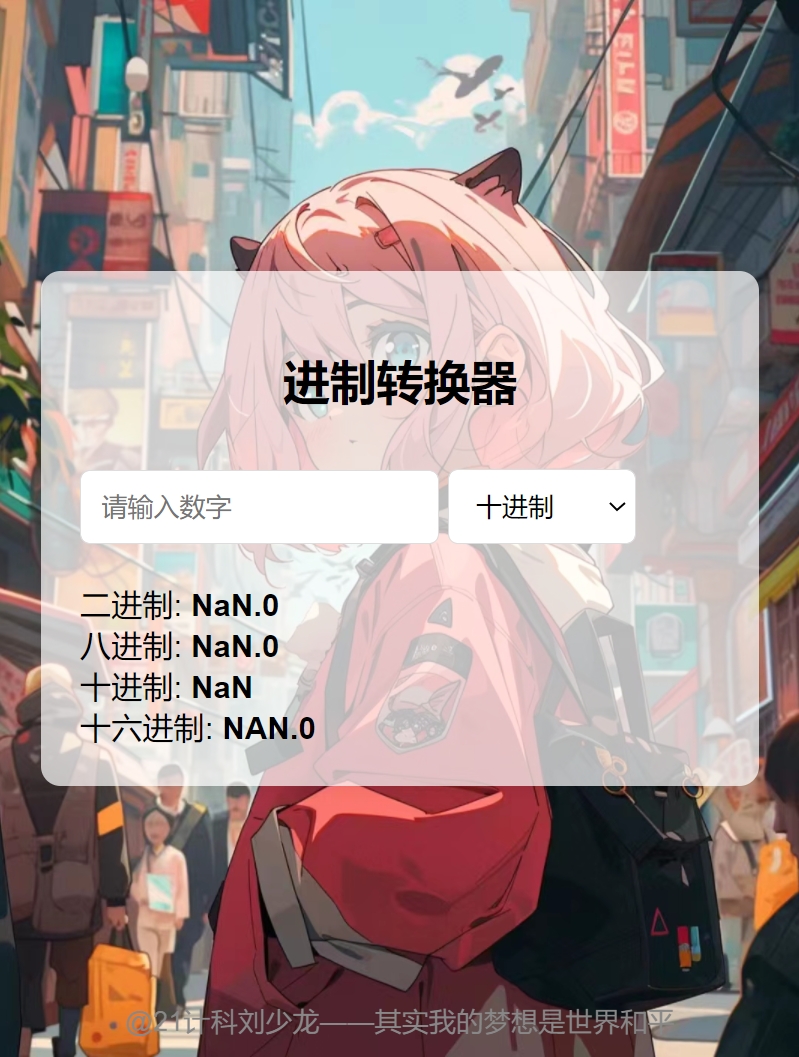 进制转换器
请输入数字
十进制
二进制: NaN.0
八进制: NaN.0
十进制: NaN
十六进制: NAN.0
@21计科刘少龙——其实我的梦想是世界和平